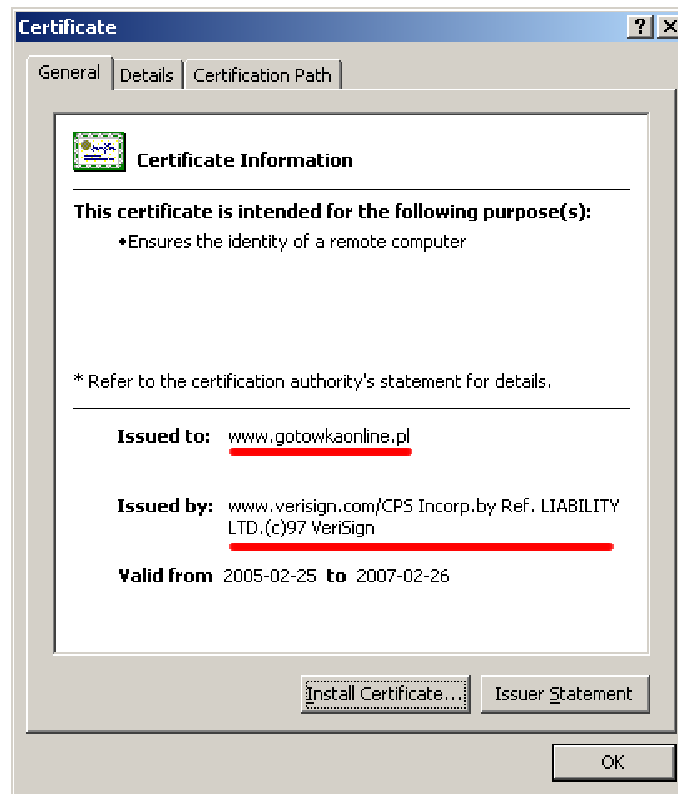 Certificate
General Details Certification Path
Certificate Information
This certificate is intended for the following purpose(s):
•Ensures the identity of a remote computer
* Refer to the certification authority's statement for details.
Issued to: www.gotowkaonline.pl
Issued by: www.verisign.com/CPS Incorp.by Ref. LIABILITY
LTD.(c)97 VeriSign
Valid from 2005-02-25 to 2007-02-26
Install Certificate... Issuer Statement
OK